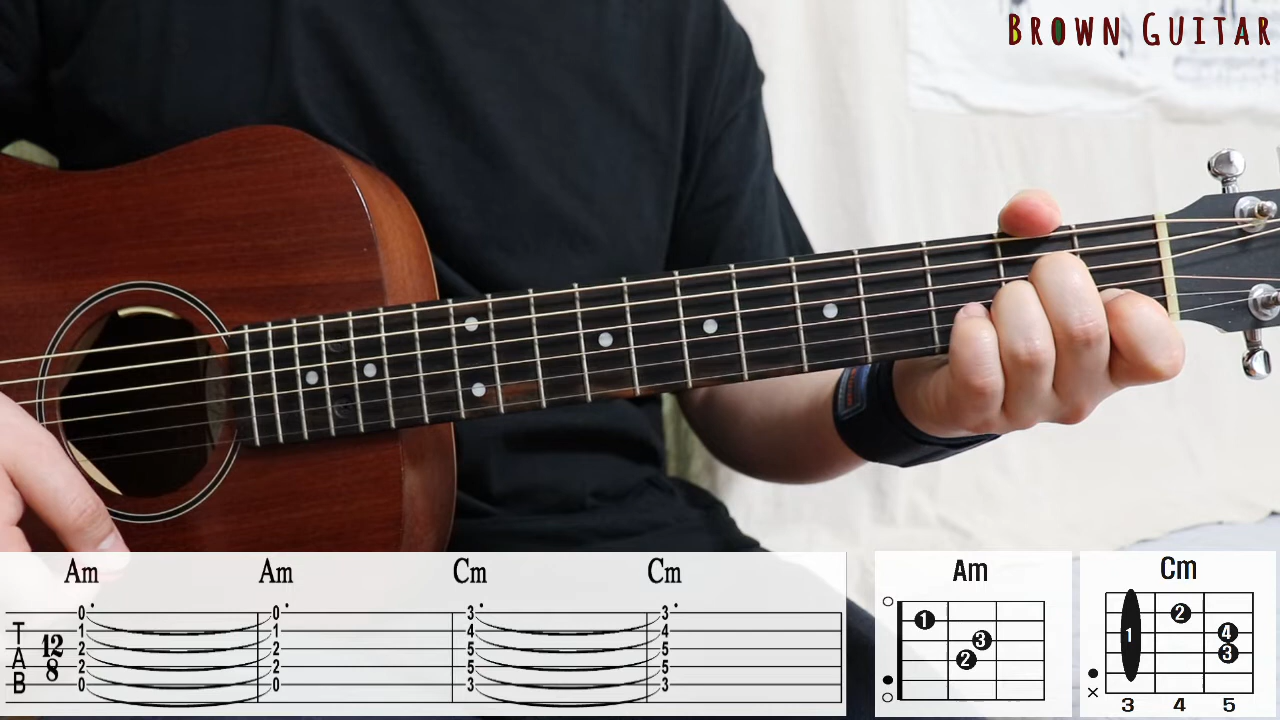 BROWN GUITAR
Am Am Cm Cm
0 0 3 3
T 1 1 4 4
12 2 2 5 5
A 8 2 2 5 5
B 0 0 3 3
Am
1
3
2
Cm
2
1 4
3
×
3 4 5